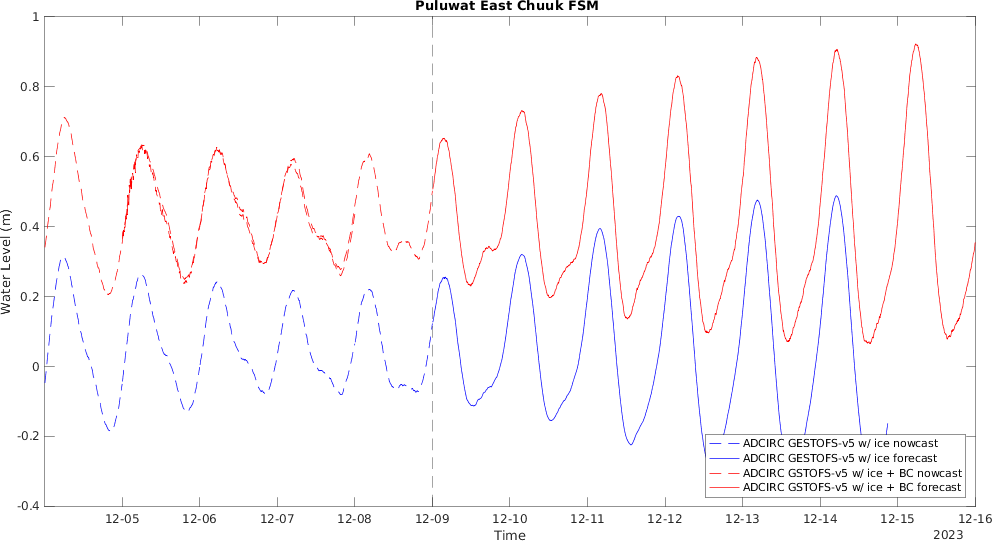 Puluwat East Chuuk FSM
1
0.8
0.6
0.4
0.2
0
-0.2
-0.4
Water Level (m)
ADCIRC GESTOFS-v5 w/ ice nowcast
ADCIRC GESTOFS-v5 w/ ice forecast
ADCIRC GSTOFS-v5 w/ ice + BC nowcast
ADCIRC GSTOFS-v5 w/ ice + BC forecast
12-05 12-06 12-07 12-08 12-09 12-10 12-11 12-12 12-13 12-14 12-15 12-16
Time
2023